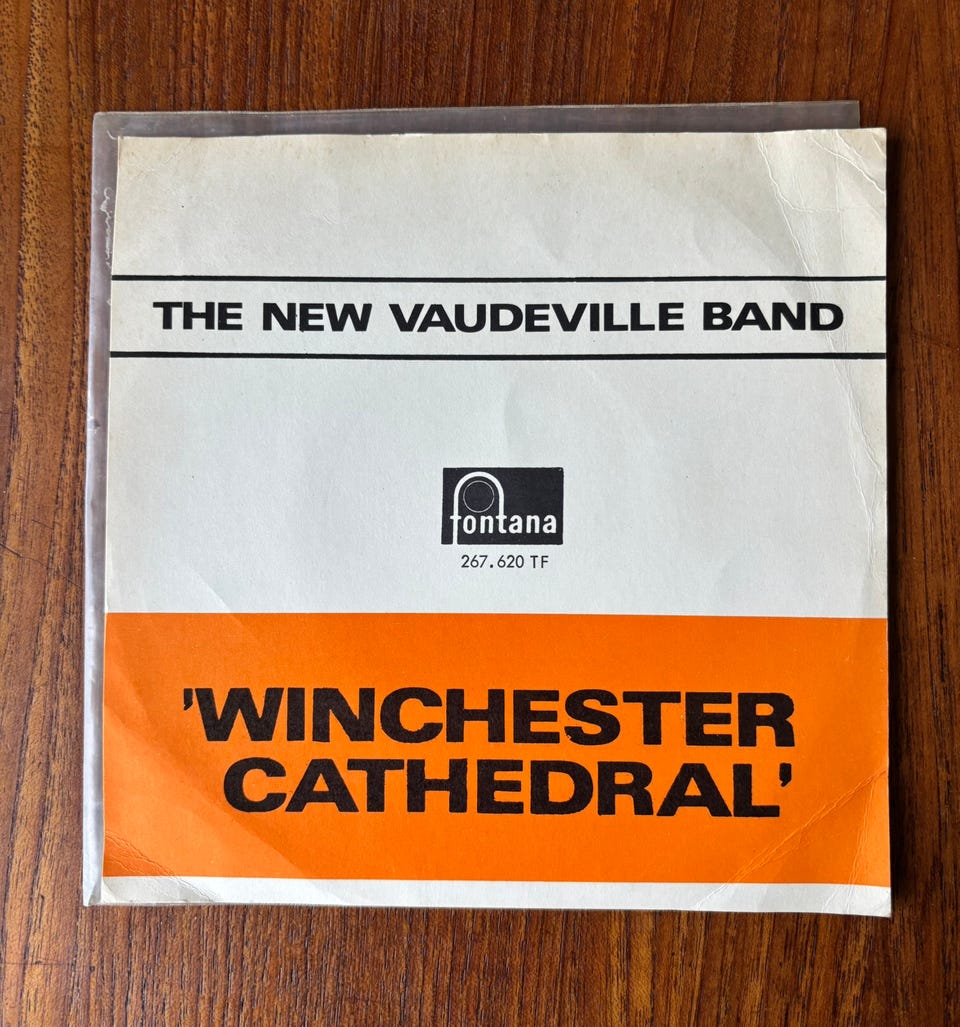 THE NEW VAUDEVILLE BAND
fontana
267.620 TF
'WINCHESTER
CATHEDRAL'